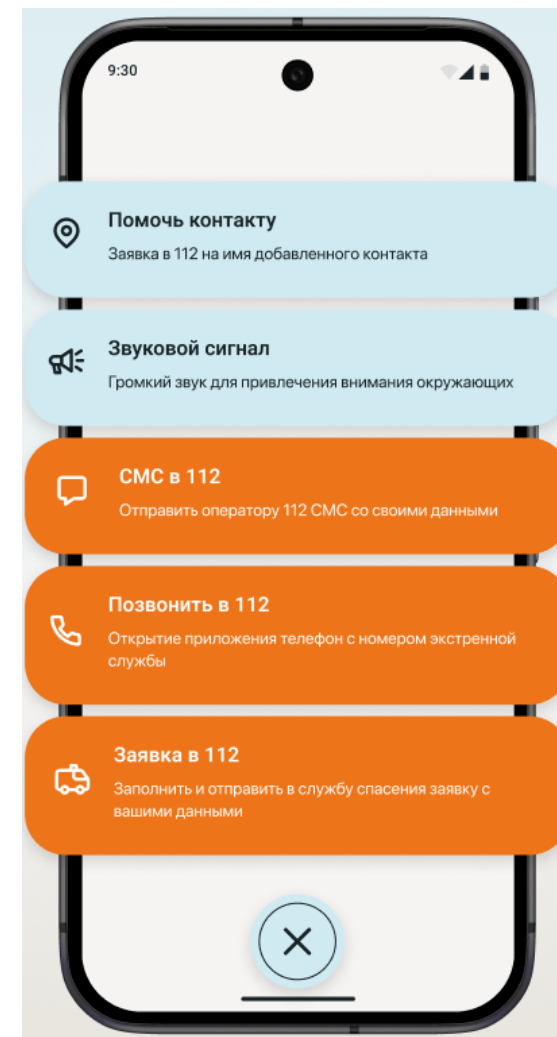 9:30
Помочь контакту
Заявка в 112 на имя добавленного контакта
Звуковой сигнал
Громкий звук для привлечения внимания окружающих
СМС в 112
Отправить оператору 112 СМС со своими данными
Позвонить в 112
Открытие приложения телефон с номером экстренной
службы
Заявка в 112
Заполнить и отправить в службу спасения заявку с
вашими данными